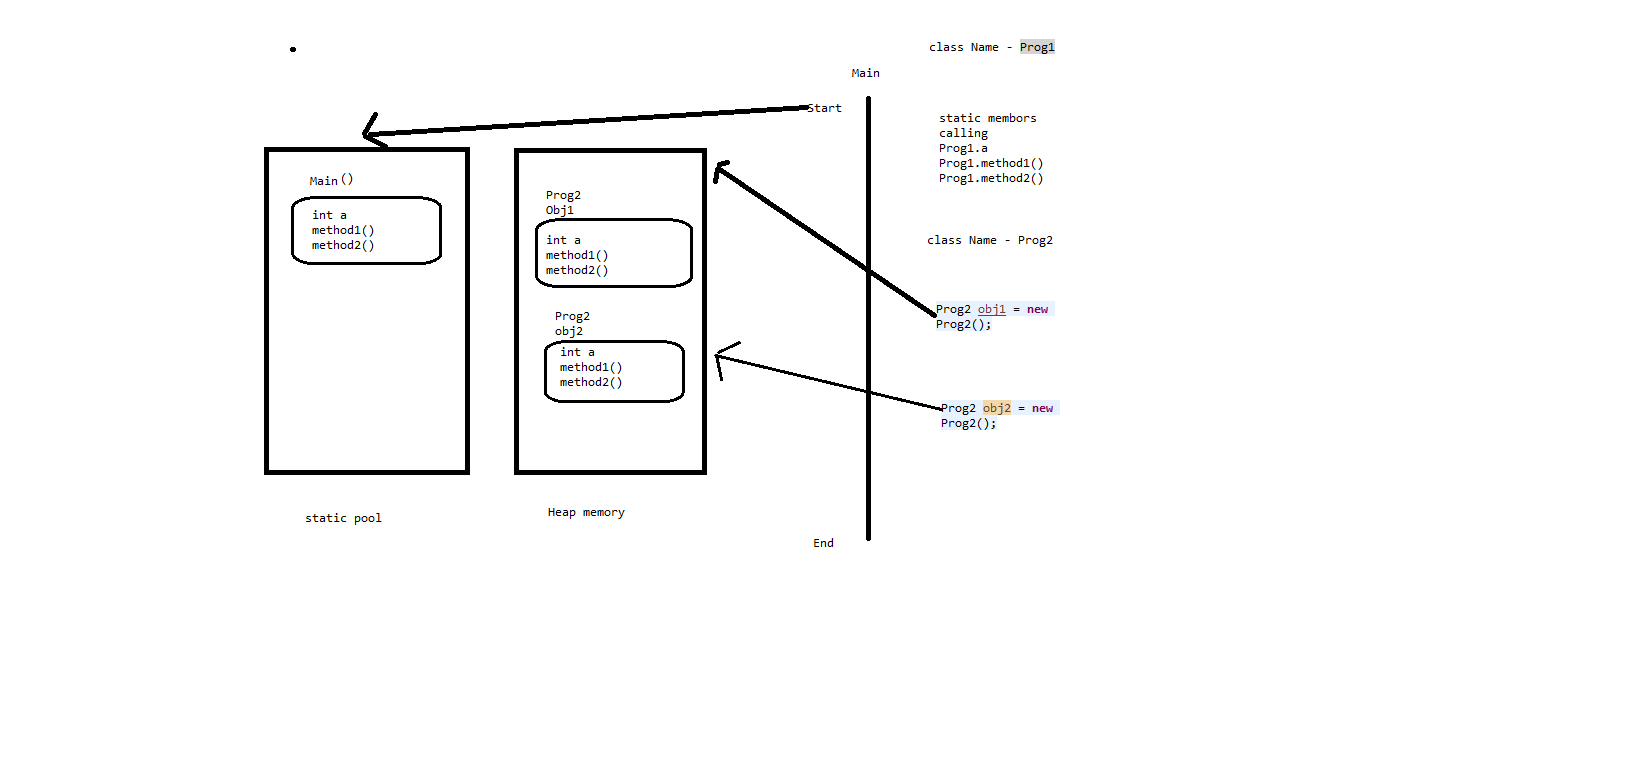 class Name - Prog1
Main
Start
static membors
calling
Prog1.a
Prog1.method1()
Prog1.method2()
Main()
int a
method1()
method2()
Prog2
Obj1
int a
method1()
method2()
class Name - Prog2
Prog2 obj1 = new
Prog2();
Prog2
obj2
int a
method1()
method2()
Prog2 obj2 = new
Prog2();
static pool
Heap memory
End